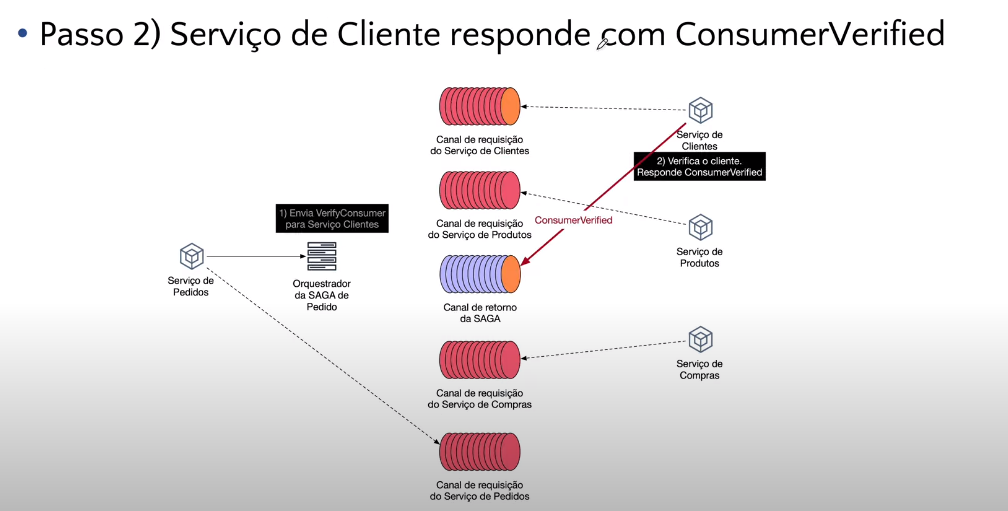 • Passo 2) Serviço de Cliente responde com ConsumerVerified
Canal de requisição
do Serviço de Clientes
Serviço de
Clientes
2) Verifica o cliente.
Responde ConsumerVerified
1) Envia VerifyConsumer
para Serviço Clientes
Canal de requisição
do Serviço de Produtos
ConsumerVerified
Serviço de
Produtos
Serviço de
Pedidos
Orquestrador
da SAGA de
Pedido
Canal de retorno
da SAGA
Serviço de
Compras
Canal de requisição
do Serviço de Compras
Canal de requisição
do Serviço de Pedidos